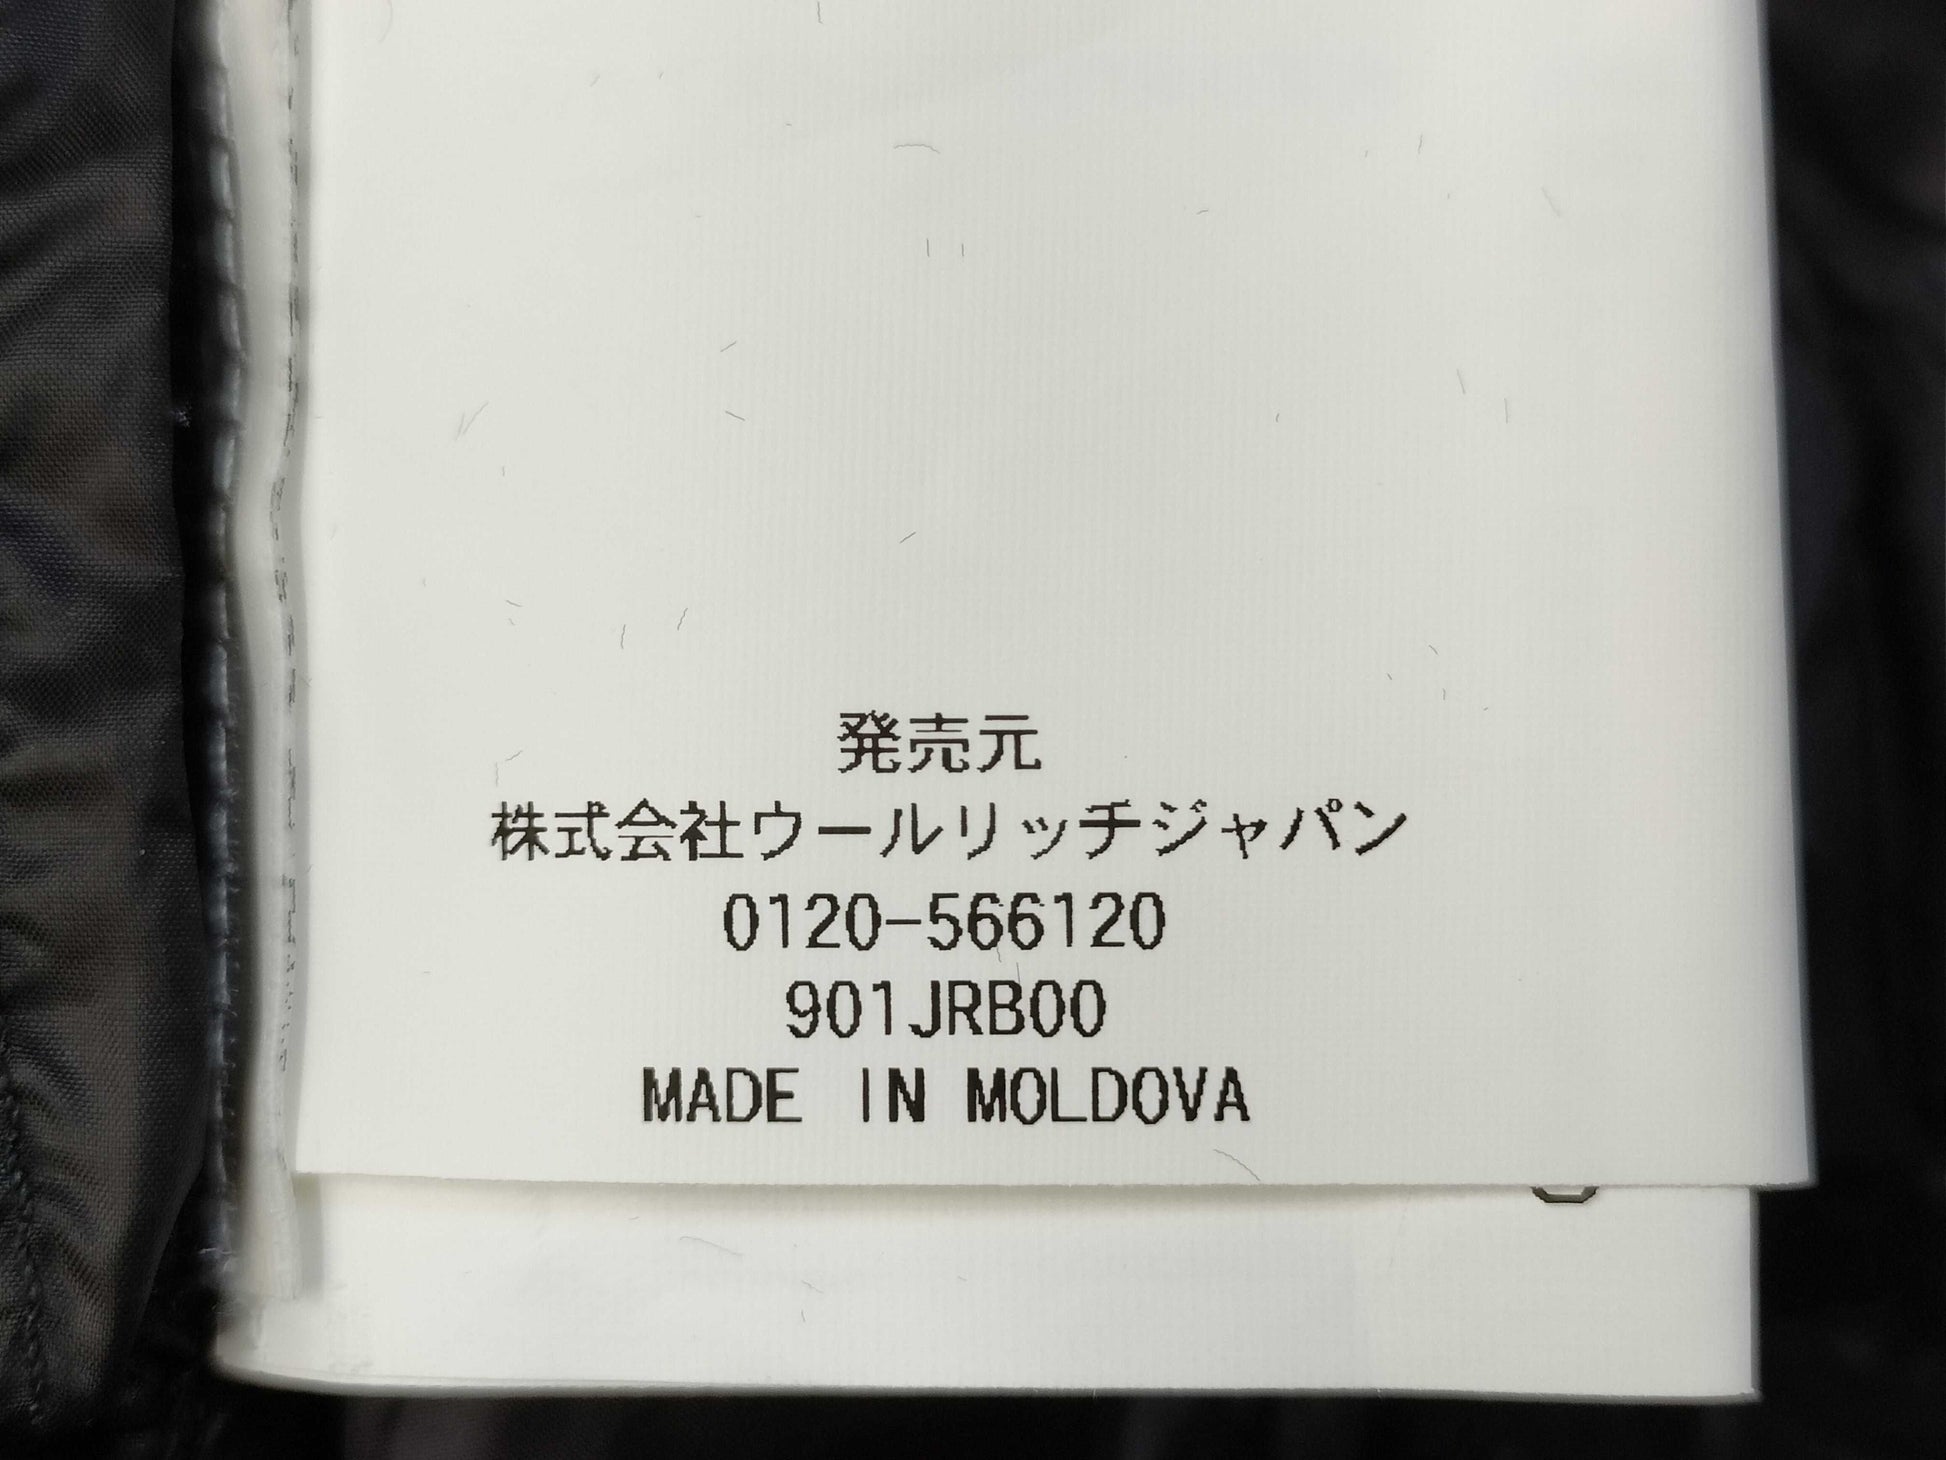 発売元
株式会社ウールリッチジャパン
0120-566120
901JRB00
MADE IN MOLDOVA